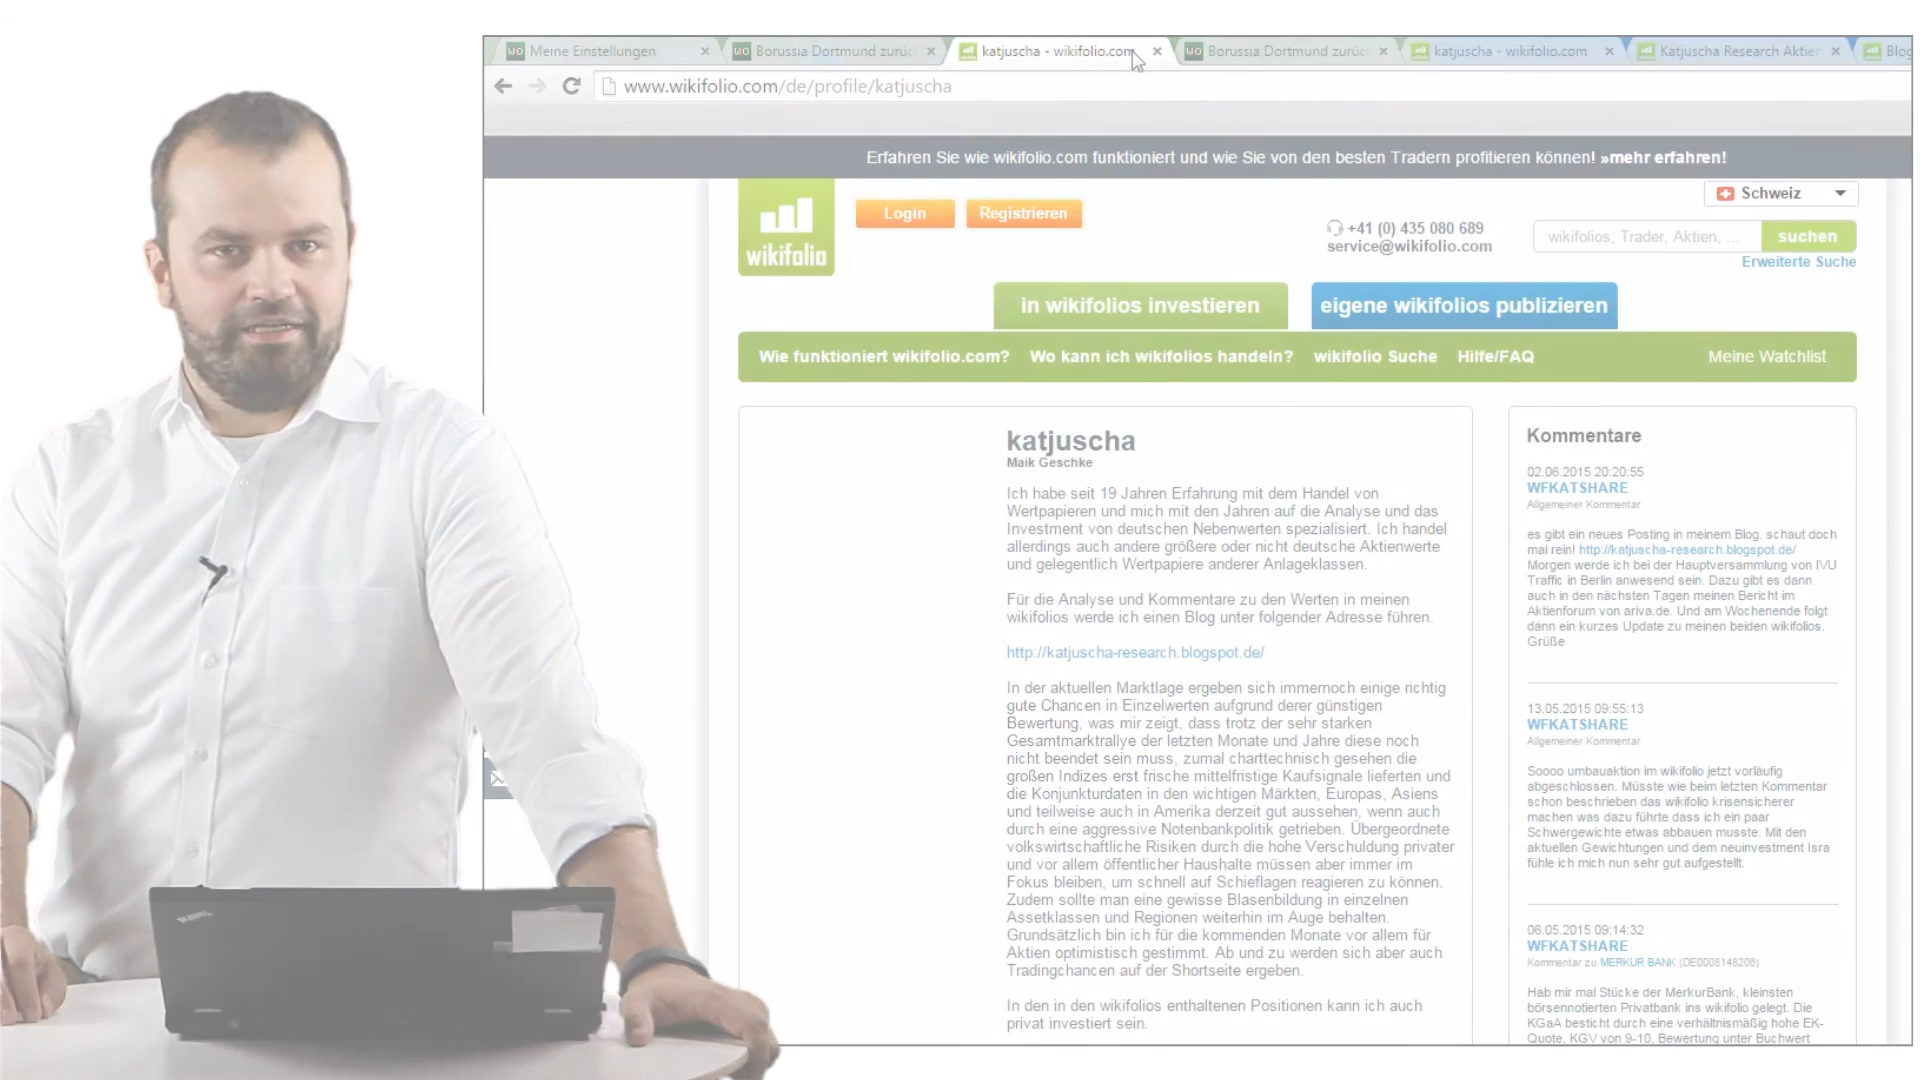 Meine Einstellungen
Borussia Dortmund zurüc
katjuscha - wikifolio.com
Borussia Dortmund zurüc
katjuscha - wikifolio.com
Katjuscha Research Aktier
Blog
www.wikifolio.com/de/profile/katjuscha
Erfahren Sie wie wikifolio.com funktioniert und wie Sie von den besten Tradern profitieren können! »mehr erfahren!
wikifolio
Login
Registrieren
Schweiz
+41 (0) 435 080 689
service@wikifolio.com
wikifolios, Trader, Aktien, ...
suchen
Erweiterte Suche
in wikifolios investieren
eigene wikifolios publizieren
Wie funktioniert wikifolio.com? Wo kann ich wikifolios handeln? wikifolio Suche Hilfe/FAQ Meine Watchlist
katjuscha
Maik Geschke
Ich habe seit 19 Jahren Erfahrung mit dem Handel von
Wertpapieren und mich mit den Jahren auf die Analyse und das
Investment von deutschen Nebenwerten spezialisiert. Ich handel
allerdings auch andere größere oder nicht deutsche Aktienwerte
und gelegentlich Wertpapiere anderer Anlageklassen.
Für die Analyse und Kommentare zu den Werten in meinen
wikifolios werde ich einen Blog unter folgender Adresse führen.
http://katjuscha-research.blogspot.de/
In der aktuellen Marktlage ergeben sich immernoch einige richtig
gute Chancen in Einzelwerten aufgrund derer günstigen
Bewertung, was mir zeigt, dass trotz der sehr starken
Gesamtmarktrallye der letzten Monate und Jahre diese noch
nicht beendet sein muss, zumal charttechnisch gesehen die
großen Indizes erst frische mittelfristige Kaufsignale lieferten und
die Konjunkturdaten in den wichtigen Märkten, Europas, Asiens
und teilweise auch in Amerika derzeit gut aussehen, wenn auch
durch eine aggressive Notenbankpolitik getrieben. Übergeordnete
volkswirtschaftliche Risiken durch die hohe Verschuldung privater
und vor allem öffentlicher Haushalte müssen aber immer im
Fokus bleiben, um schnell auf Schieflagen reagieren zu können.
Zudem sollte man eine gewisse Blasenbildung in einzelnen
Assetklassen und Regionen weiterhin im Auge behalten.
Grundsätzlich bin ich für die kommenden Monate vor allem für
Aktien optimistisch gestimmt. Ab und zu werden sich aber auch
Tradingchancen auf der Shortseite ergeben.
In den in den wikifolios enthaltenen Positionen kann ich auch
privat investiert sein.
Kommentare
02.06.2015 20:20:55
WFKATSHARE
Allgemeiner Kommentar
es gibt ein neues Posting in meinem Blog. schaut doch
mal rein! http://katjuscha-research.blogspot.de/
Morgen werde ich bei der Hauptversammlung von IVU
Traffic in Berlin anwesend sein. Dazu gibt es dann
auch in den nächsten Tagen meinen Bericht im
Aktienforum von ariva.de. Und am Wochenende folgt
dann ein kurzes Update zu meinen beiden wikifolios.
Grüße
13.05.2015 09:55:13
WFKATSHARE
Allgemeiner Kommentar
Soooo umbauaktion im wikifolio jetzt vorläufig
abgeschlossen. Müsste wie beim letzten Kommentar
schon beschrieben das wikifolio krisensicherer
machen was dazu führte dass ich ein paar
Schwergewichte etwas abbauen musste. Mit den
aktuellen Gewichtungen und dem neuinvestment Isra
fühle ich mich nun sehr gut aufgestellt.
06.05.2015 09:14:32
WFKATSHARE
Kommentar zu MERKUR BANK (DE0008148206)
Hab mir mal Stücke der MerkurBank, kleinsten
börsennotierten Privatbank ins wikifolio gelegt. Die
KGaA besticht durch eine verhältnismäßig hohe EK-
Quote, KGV von 9-10, Bewertung unter Buchwert